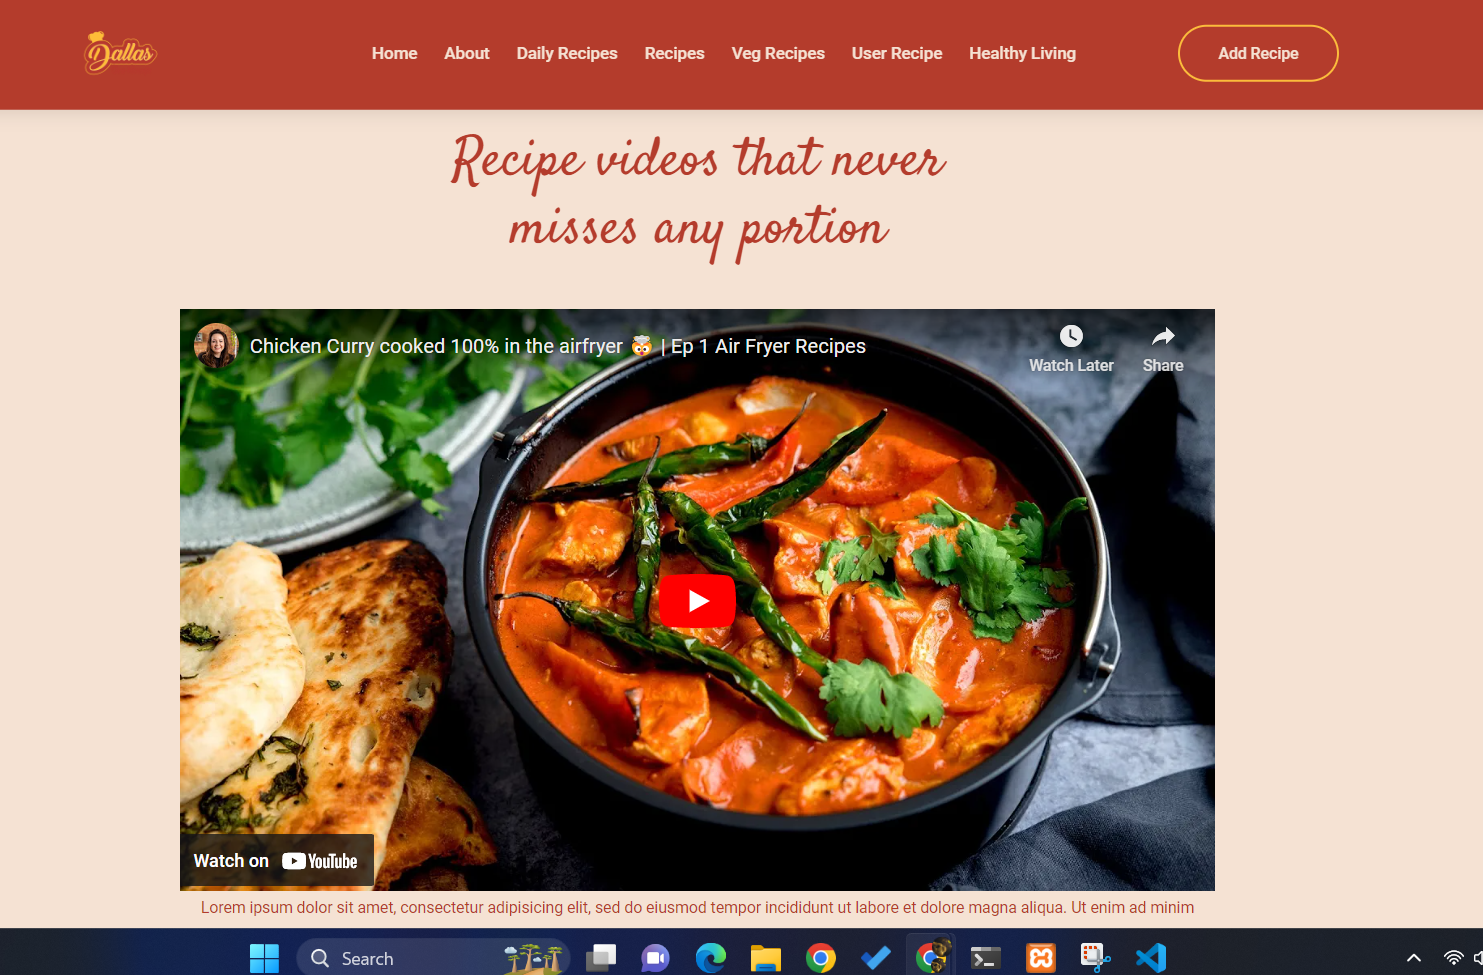 Dallas
Home About Daily Recipes Recipes Veg Recipes User Recipe Healthy Living
Add Recipe
Recipe videos that never
misses any portion
Chicken Curry cooked 100% in the airfryer 🤯 | Ep 1 Air Fryer Recipes
Watch Later
Share
Watch on YouTube
Lorem ipsum dolor sit amet, consectetur adipisicing elit, sed do eiusmod tempor incididunt ut labore et dolore magna aliqua. Ut enim ad minim
Search